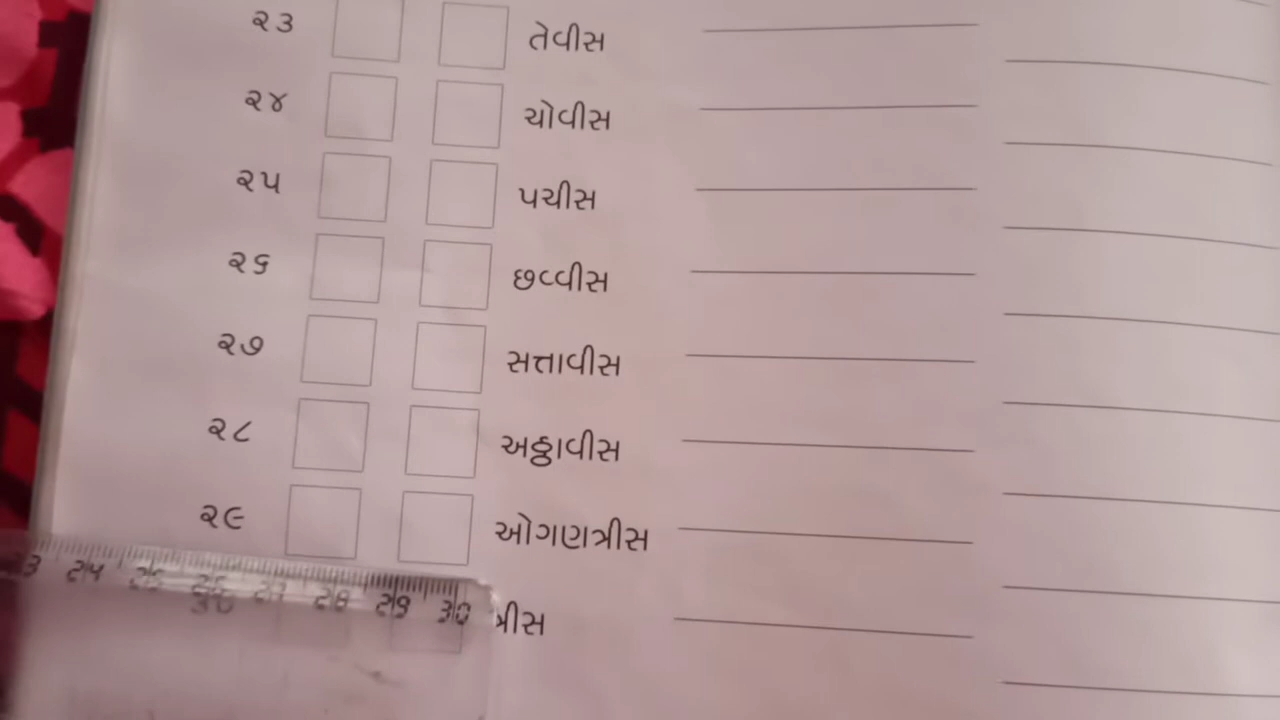 ૨૩ તેવીસ
૨૪ ચોવીસ
૨૫ પચીસ
૨૬ છવ્વીસ
૨૭ સત્તાવીસ
૨૮ અઠ્ઠાવીસ
૨૯ ઓગણત્રીસ
24 25 26 27 28 29 30
ત્રીસ